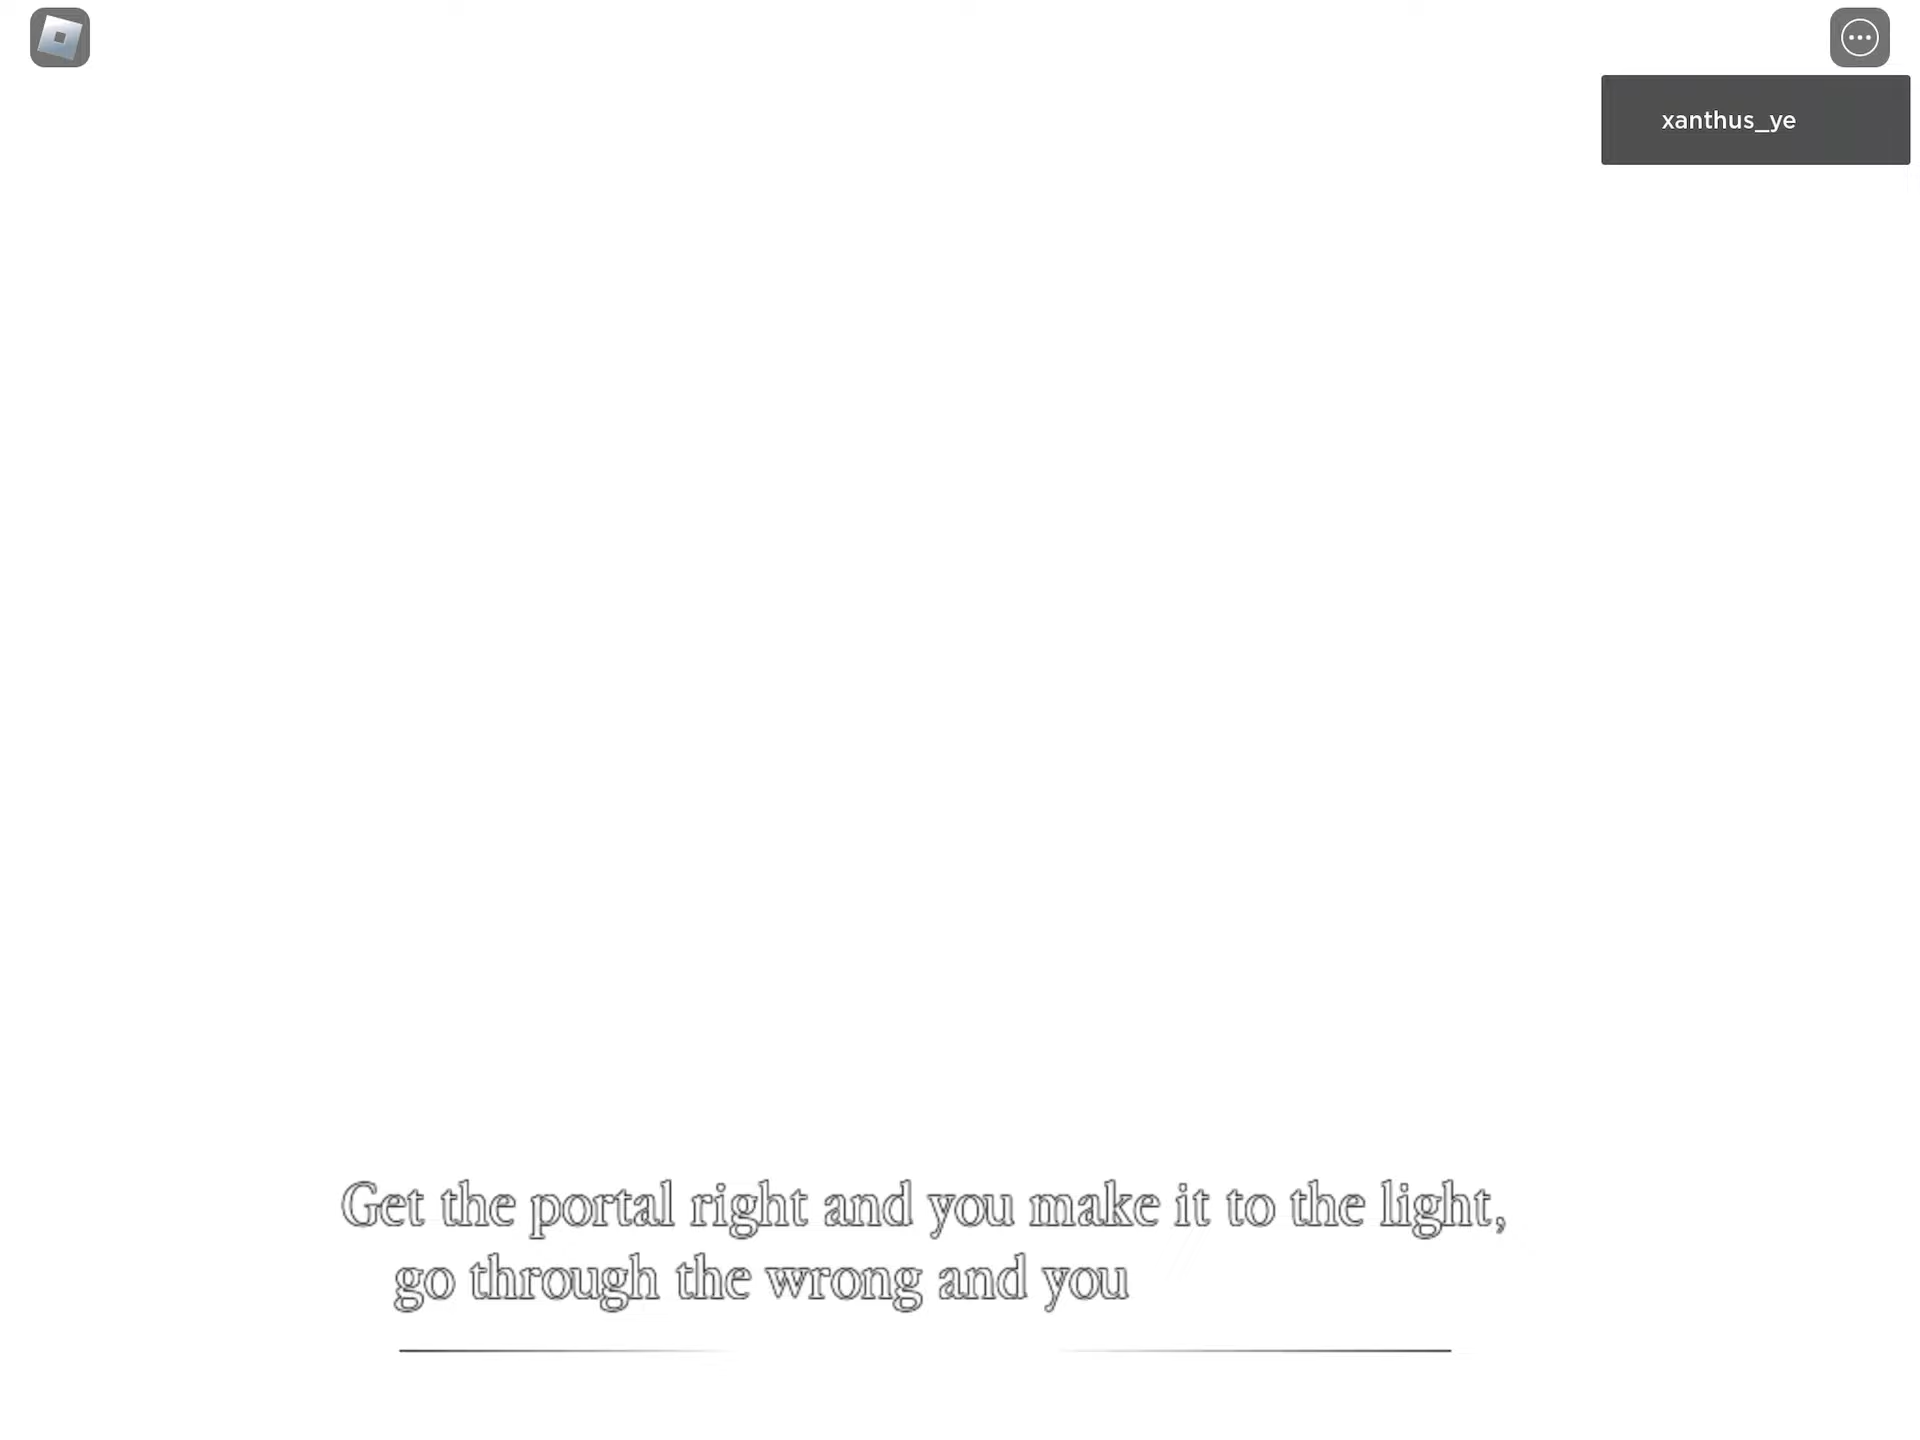 xanthus_ye
Get the portal right and you make it to the light,
go through the wrong and you